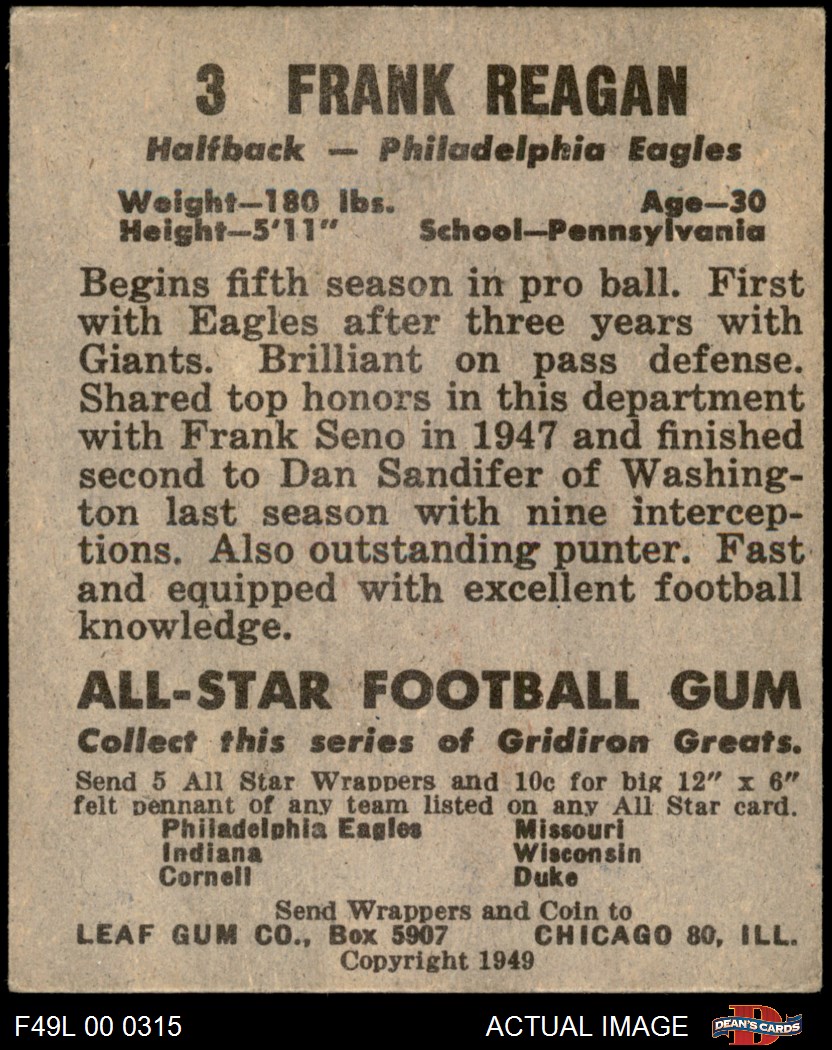 3 FRANK REAGAN
Halfback — Philadelphia Eagles
Weight—180 lbs. Age—30
Height—5'11" School—Pennsylvania
Begins fifth season in pro ball. First
with Eagles after three years with
Giants. Brilliant on pass defense.
Shared top honors in this department
with Frank Seno in 1947 and finished
second to Dan Sandifer of Washing-
ton last season with nine intercep-
tions. Also outstanding punter. Fast
and equipped with excellent football
knowledge.
ALL-STAR FOOTBALL GUM
Collect this series of Gridiron Greats.
Send 5 All Star Wrappers and 10c for big 12" x 6"
felt pennant of any team listed on any All Star card.
Philadelphia Eagles Missouri
Indiana Wisconsin
Cornell Duke
Send Wrappers and Coin to
LEAF GUM CO., Box 5907 CHICAGO 80, ILL.
Copyright 1949
F49L 00 0315 ACTUAL IMAGE D DEAN'S CARDS